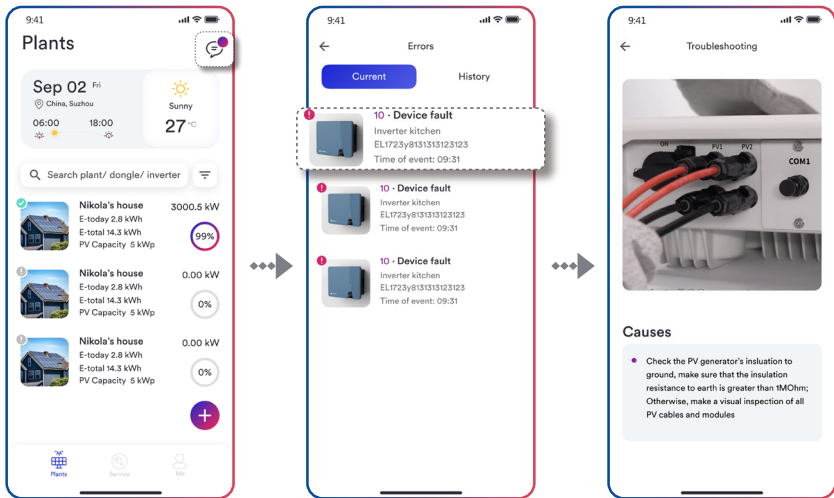 9:41
Plants
Sep 02 Fri
China, Suzhou
06:00 18:00
Sunny
27 °C
Search plant/ dongle/ inverter
Nikola's house 3000.5 kW
E-today 2.8 kWh
E-total 14.3 kWh
PV Capacity 5 kWp
99%
Nikola's house 0.00 kW
E-today 2.8 kWh
E-total 14.3 kWh
PV Capacity 5 kWp
0%
Nikola's house 0.00 kW
E-today 2.8 kWh
E-total 14.3 kWh
PV Capacity 5 kWp
0%
Plants Service Me
9:41
Errors
Current History
10 · Device fault
Inverter kitchen
EL1723y8131313123123
Time of event: 09:31
10 · Device fault
Inverter kitchen
EL1723y8131313123123
Time of event: 09:31
10 · Device fault
Inverter kitchen
EL1723y8131313123123
Time of event: 09:31
9:41
Troubleshooting
ON PV1 PV2
COM1
Causes
Check the PV generator's insluation to
ground, make sure that the insulation
resistance to earth is greater than 1MOhm;
Otherwise, make a visual inspection of all
PV cables and modules